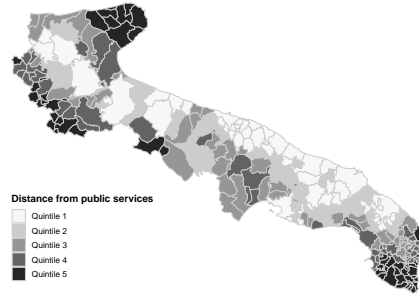 Distance from public services
Quintile 1
Quintile 2
Quintile 3
Quintile 4
Quintile 5